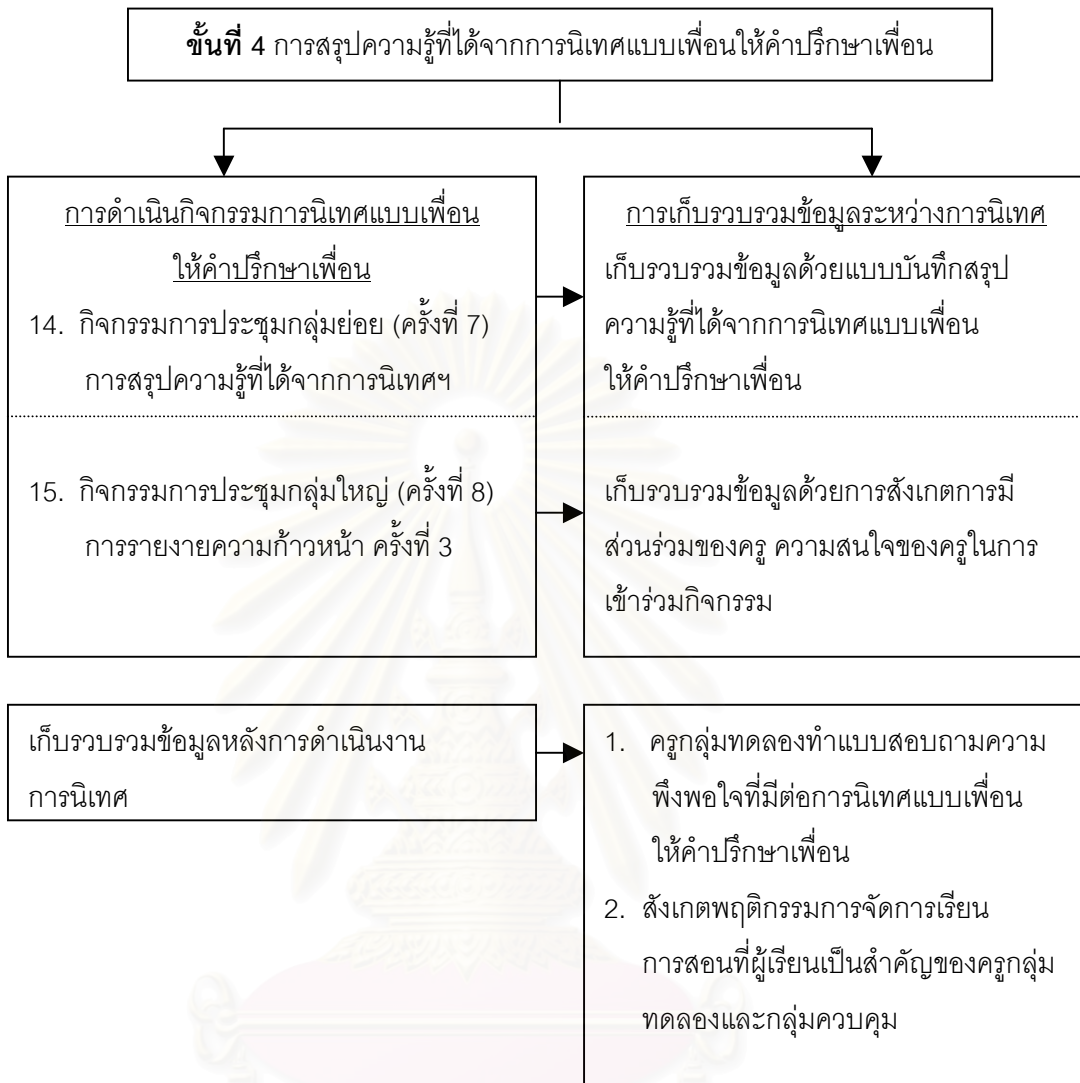 ขั้นที่ 4 การสรุปความรู้ที่ได้จากการนิเทศแบบเพื่อนให้คำปรึกษาเพื่อน
การดำเนินกิจกรรมการนิเทศแบบเพื่อน
ให้คำปรึกษาเพื่อน
14. กิจกรรมการประชุมกลุ่มย่อย (ครั้งที่ 7)
การสรุปความรู้ที่ได้จากการนิเทศฯ
การเก็บรวบรวมข้อมูลระหว่างการนิเทศ
เก็บรวบรวมข้อมูลด้วยแบบบันทึกสรุป
ความรู้ที่ได้จากการนิเทศแบบเพื่อน
ให้คำปรึกษาเพื่อน
15. กิจกรรมการประชุมกลุ่มใหญ่ (ครั้งที่ 8)
การรายงายความก้าวหน้า ครั้งที่ 3
เก็บรวบรวมข้อมูลด้วยการสังเกตการมี
ส่วนร่วมของครู ความสนใจของครูในการ
เข้าร่วมกิจกรรม
เก็บรวบรวมข้อมูลหลังการดำเนินงาน
การนิเทศ
1. ครูกลุ่มทดลองทำแบบสอบถามความ
พึงพอใจที่มีต่อการนิเทศแบบเพื่อน
ให้คำปรึกษาเพื่อน
2. สังเกตพฤติกรรมการจัดการเรียน
การสอนที่ผู้เรียนเป็นสำคัญของครูกลุ่ม
ทดลองและกลุ่มควบคุม